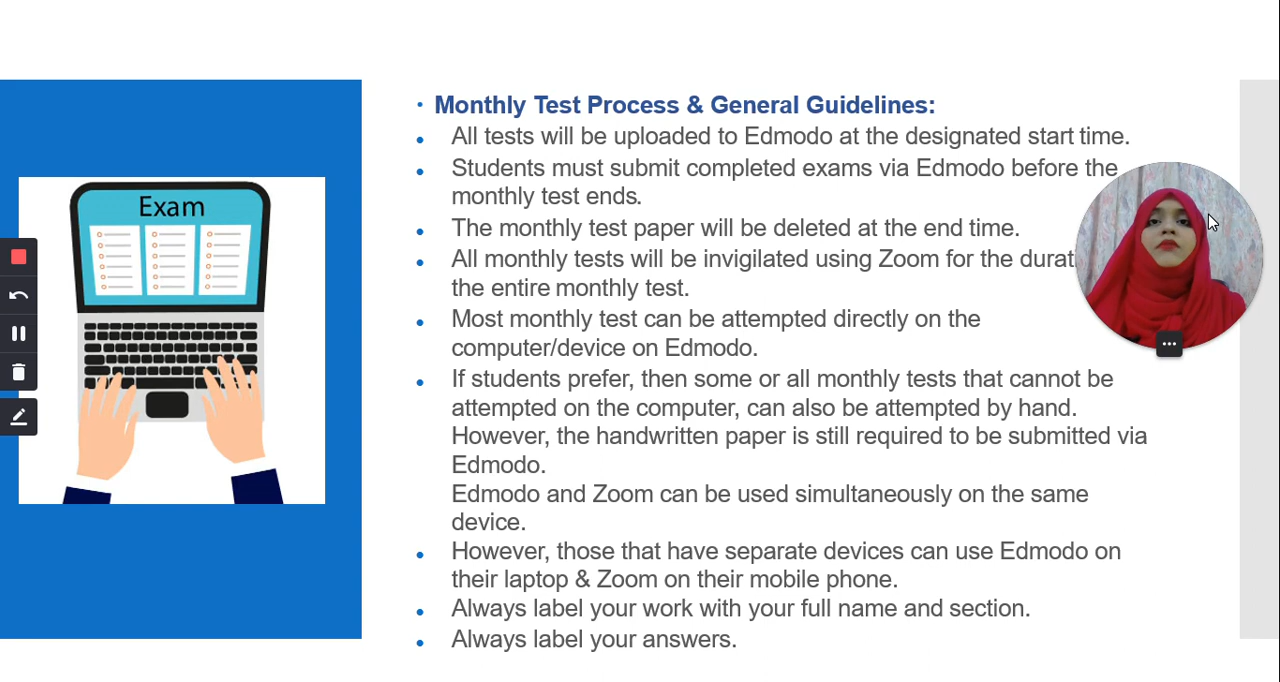 Exam
Monthly Test Process & General Guidelines:
All tests will be uploaded to Edmodo at the designated start time.
Students must submit completed exams via Edmodo before the
monthly test ends.
The monthly test paper will be deleted at the end time.
All monthly tests will be invigilated using Zoom for the
the entire monthly test.
Most monthly test can be attempted directly on the
computer/device on Edmodo.
If students prefer, then some or all monthly tests that cannot be
attempted on the computer, can also be attempted by hand.
However, the handwritten paper is still required to be submitted via
Edmodo.
Edmodo and Zoom can be used simultaneously on the same
device.
However, those that have separate devices can use Edmodo on
their laptop & Zoom on their mobile phone.
Always label your work with your full name and section.
Always label your answers.